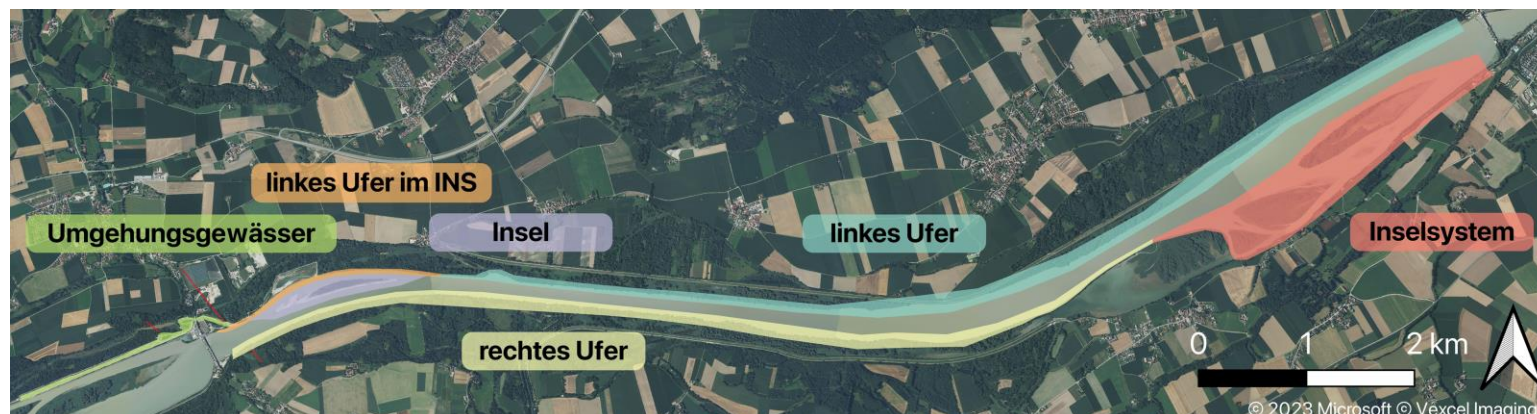 linkes Ufer im INS
Umgehungsgewässer
Insel
linkes Ufer
Inselsystem
rechtes Ufer
0 1 2 km
© 2023 Microsoft © Vexcel Imaging